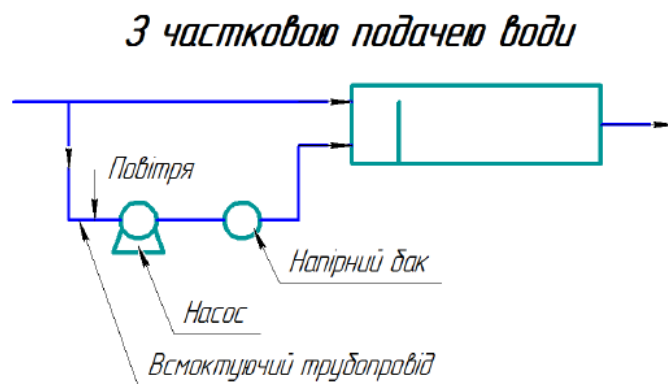 З частковою подачею води
Повітря
Напірний бак
Насос
Всмоктуючий трубопровід